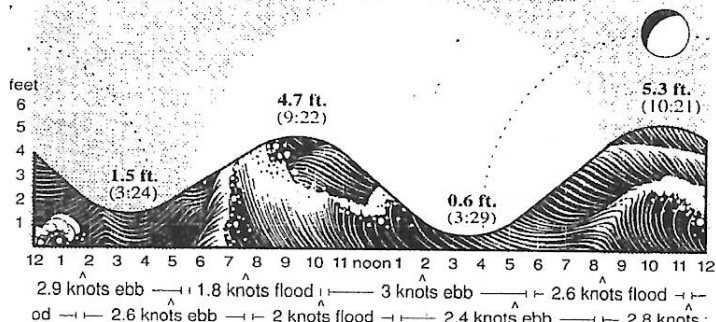 feet
6
5
4
3
2
1
4.7 ft.
(9:22)
5.3 ft.
(10:21)
1.5 ft.
(3:24)
0.6 ft.
(3:29)
12 1 2 3 4 5 6 7 8 9 10 11 noon 1 2 3 4 5 6 7 8 9 10 11 12
2.9 knots ebb 1.8 knots flood 3 knots ebb 2.6 knots flood
od 2.6 knots ebb 2 knots flood 2.4 knots ebb 2.8 knots